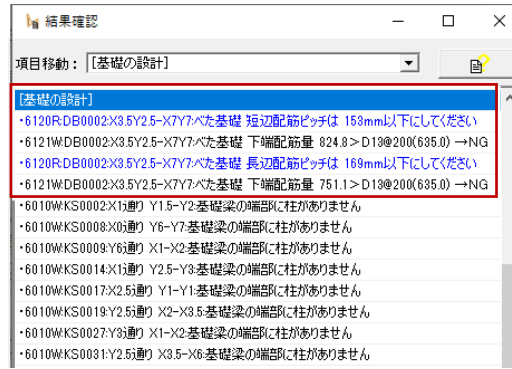 結果確認
項目移動： [基礎の設計]
[基礎の設計]
・6120R:DB0002:X3.5Y2.5-X7Y7:べた基礎 短辺配筋ピッチは 153mm以下にしてください
・6121W:DB0002:X3.5Y2.5-X7Y7:べた基礎 下端配筋量 824.8＞D13@200(635.0) →NG
・6120R:DB0002:X3.5Y2.5-X7Y7:べた基礎 長辺配筋ピッチは 169mm以下にしてください
・6121W:DB0002:X3.5Y2.5-X7Y7:べた基礎 下端配筋量 751.1＞D13@200(635.0) →NG
・6010W:KS0002:X1通り Y1.5-Y2:基礎梁の端部に柱がありません
・6010W:KS0008:X0通り Y6-Y7:基礎梁の端部に柱がありません
・6010W:KS0009:Y6通り X1-X2:基礎梁の端部に柱がありません
・6010W:KS0014:X1通り Y2.5-Y3:基礎梁の端部に柱がありません
・6010W:KS0017:X2.5通り Y1-Y1:基礎梁の端部に柱がありません
・6010W:KS0019:Y2.5通り X2-X3.5:基礎梁の端部に柱がありません
・6010W:KS0027:Y3通り X1-X2:基礎梁の端部に柱がありません
・6010W:KS0031:Y2.5通り X3.5-X6:基礎梁の端部に柱がありません